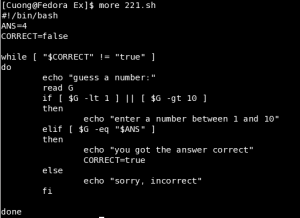 [Cuong@Fedora Ex]$ more 221.sh
#!/bin/bash
ANS=4
CORRECT=false
while [ "$CORRECT" != "true" ]
do
echo "guess a number:"
read G
if [ $G -lt 1 ] || [ $G -gt 10 ]
then
echo "enter a number between 1 and 10"
elif [ $G -eq "$ANS" ]
then
echo "you got the answer correct"
CORRECT=true
else
echo "sorry, incorrect"
fi
done